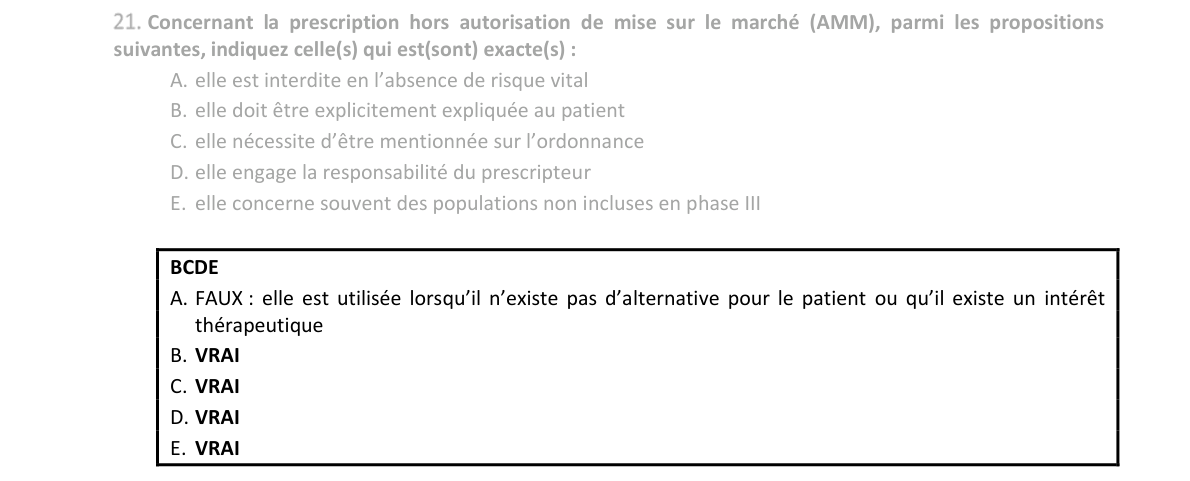 21. Concernant la prescription hors autorisation de mise sur le marché (AMM), parmi les propositions
suivantes, indiquez celle(s) qui est(sont) exacte(s) :
A. elle est interdite en l’absence de risque vital
B. elle doit être explicitement expliquée au patient
C. elle nécessite d’être mentionnée sur l’ordonnance
D. elle engage la responsabilité du prescripteur
E. elle concerne souvent des populations non incluses en phase III
BCDE
A. FAUX : elle est utilisée lorsqu’il n’existe pas d’alternative pour le patient ou qu’il existe un intérêt
thérapeutique
B. VRAI
C. VRAI
D. VRAI
E. VRAI